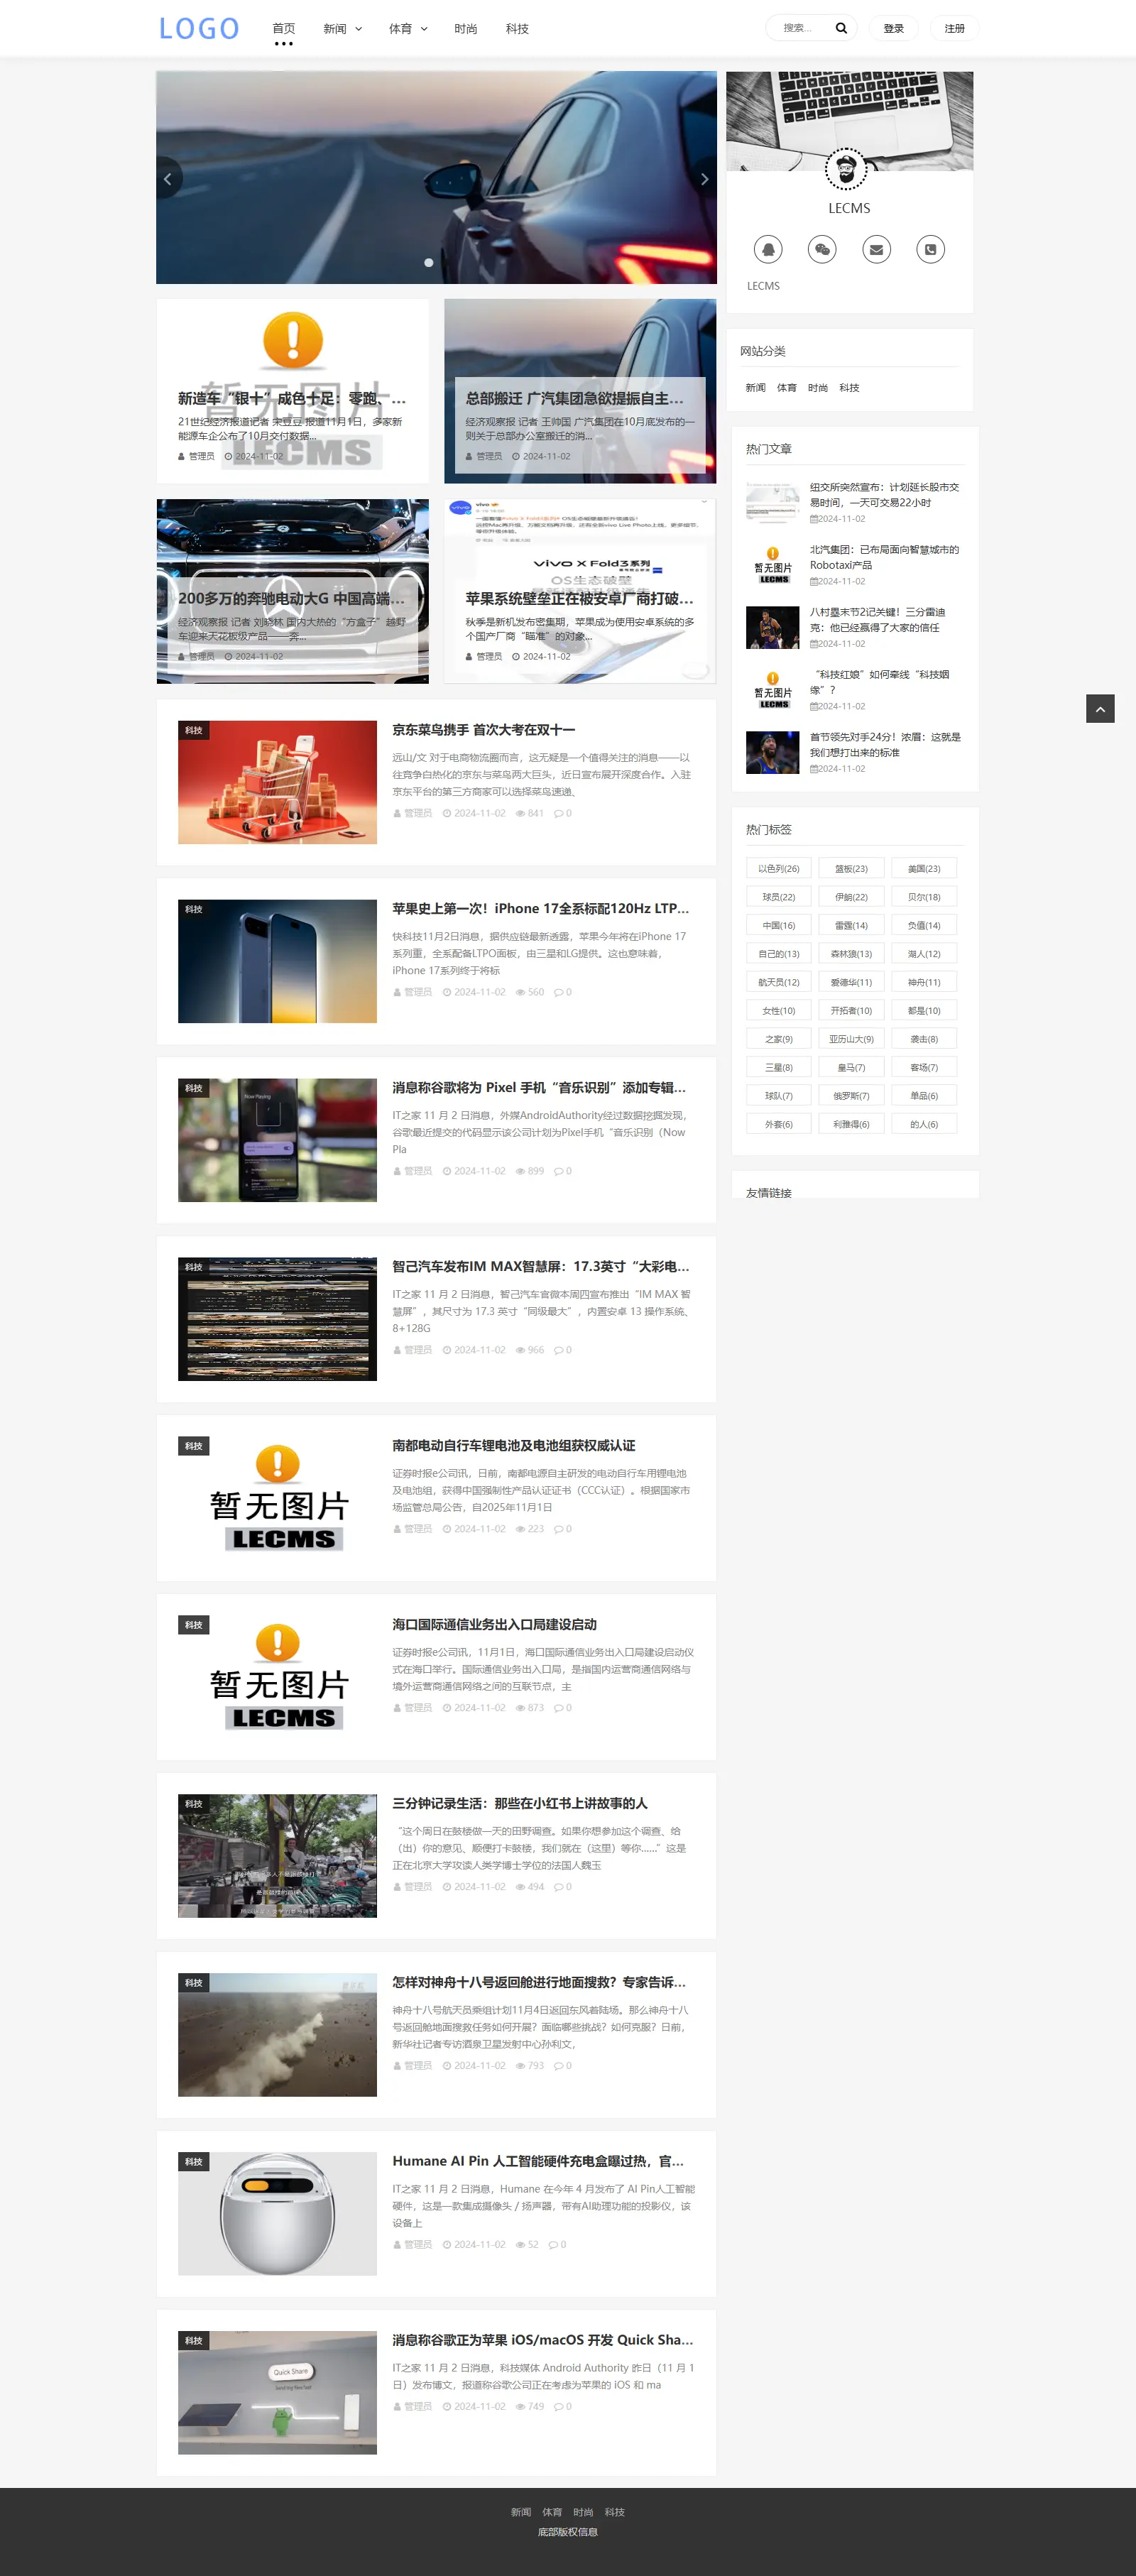 LOGO
首页
新闻
体育
时尚
科技
搜索...
登录
注册
LECMS
LECMS
网站分类
新闻
体育
时尚
科技
新造车“银十”成色十足：零跑、...
21世纪经济报道记者 宋豆豆 报道11月1日，多家新
能源车企公布了10月交付数据...
管理员 2024-11-02
暂无图片
LECMS
总部搬迁 广汽集团急欲提振自主...
经济观察报 记者 王帅国 广汽集团在10月底发布的一
则关于总部办公室搬迁的消...
管理员 2024-11-02
200多万的奔驰电动大G 中国高端...
经济观察报 记者 刘晓林 国内大热的“方盒子”越野
车迎来天花板级产品——奔...
管理员 2024-11-02
vivo
vivo X Fold3系列
OS生态破壁
苹果系统壁垒正在被安卓厂商打破...
秋季是新机发布密集期，苹果成为使用安卓系统的多
个国产厂商“瞄准”的对象...
管理员 2024-11-02
热门文章
纽交所突然宣布：计划延长股市交
易时间，一天可交易22小时
2024-11-02
暂无图片
LECMS
北汽集团：已布局面向智慧城市的
Robotaxi产品
2024-11-02
八村塁末节2记关键！三分雷迪
克：他已经赢得了大家的信任
2024-11-02
暂无图片
LECMS
“科技红娘”如何牵线“科技姻
缘”？
2024-11-02
首节领先对手24分！浓眉：这就是
我们想打出来的标准
2024-11-02
热门标签
以色列(26) 篮板(23) 美国(23)
球员(22) 伊朗(22) 贝尔(18)
中国(16) 雷霆(14) 负值(14)
自己的(13) 森林狼(13) 湖人(12)
航天员(12) 爱德华(11) 神舟(11)
女性(10) 开拓者(10) 都是(10)
之家(9) 亚历山大(9) 袭击(8)
三星(8) 皇马(7) 客场(7)
球队(7) 俄罗斯(7) 单品(6)
外套(6) 利雅得(6) 的人(6)
友情链接
科技
京东菜鸟携手 首次大考在双十一
远山/文 对于电商物流圈而言，这无疑是一个值得关注的消息——以
往竞争白热化的京东与菜鸟两大巨头，近日宣布展开深度合作。入驻
京东平台的第三方商家可以选择菜鸟速递、
管理员 2024-11-02 841 0
科技
苹果史上第一次！iPhone 17全系标配120Hz LTP...
快科技11月2日消息，据供应链最新透露，苹果今年将在iPhone 17
系列重，全系配备LTPO面板，由三星和LG提供。这也意味着，
iPhone 17系列终于将标
管理员 2024-11-02 560 0
科技
Now Playing
消息称谷歌将为 Pixel 手机“音乐识别”添加专辑...
IT之家 11 月 2 日消息，外媒AndroidAuthority经过数据挖掘发现，
谷歌最近提交的代码显示该公司计划为Pixel手机“音乐识别（Now
Pla
管理员 2024-11-02 899 0
科技
智己汽车发布IM MAX智慧屏：17.3英寸“大彩电...
IT之家 11 月 2 日消息，智己汽车官微本周四宣布推出“IM MAX 智
慧屏”，其尺寸为 17.3 英寸“同级最大”，内置安卓 13 操作系统、
8+128G
管理员 2024-11-02 966 0
科技
暂无图片
LECMS
南都电动自行车锂电池及电池组获权威认证
证券时报e公司讯，日前，南都电源自主研发的电动自行车用锂电池
及电池组，获得中国强制性产品认证证书（CCC认证）。根据国家市
场监管总局公告，自2025年11月1日
管理员 2024-11-02 223 0
科技
暂无图片
LECMS
海口国际通信业务出入口局建设启动
证券时报e公司讯，11月1日，海口国际通信业务出入口局建设启动仪
式在海口举行。国际通信业务出入口局，是指国内运营商通信网络与
境外运营商通信网络之间的互联节点，主
管理员 2024-11-02 873 0
科技
三分钟记录生活：那些在小红书上讲故事的人
“这个周日在鼓楼做一天的田野调查。如果你想参加这个调查、给
（出）你的意见、顺便打卡鼓楼，我们就在（这里）等你……”这是
正在北京大学攻读人类学博士学位的法国人魏玉
管理员 2024-11-02 494 0
科技
怎样对神舟十八号返回舱进行地面搜救？专家告诉...
神舟十八号航天员乘组计划11月4日返回东风着陆场。那么神舟十八
号返回舱地面搜救任务如何开展？面临哪些挑战？如何克服？日前，
新华社记者专访酒泉卫星发射中心孙利文，
管理员 2024-11-02 793 0
科技
Humane AI Pin 人工智能硬件充电盒曝过热，官...
IT之家 11 月 2 日消息，Humane 在今年 4 月发布了 AI Pin人工智能
硬件，这是一款集成摄像头 / 扬声器，带有AI助理功能的投影仪，该
设备上
管理员 2024-11-02 52 0
科技
Quick Share
消息称谷歌正为苹果 iOS/macOS 开发 Quick Sha...
IT之家 11 月 2 日消息，科技媒体 Android Authority 昨日（11 月 1
日）发布博文，报道称谷歌公司正在考虑为苹果的 iOS 和 ma
管理员 2024-11-02 749 0
新闻 体育 时尚 科技
底部版权信息